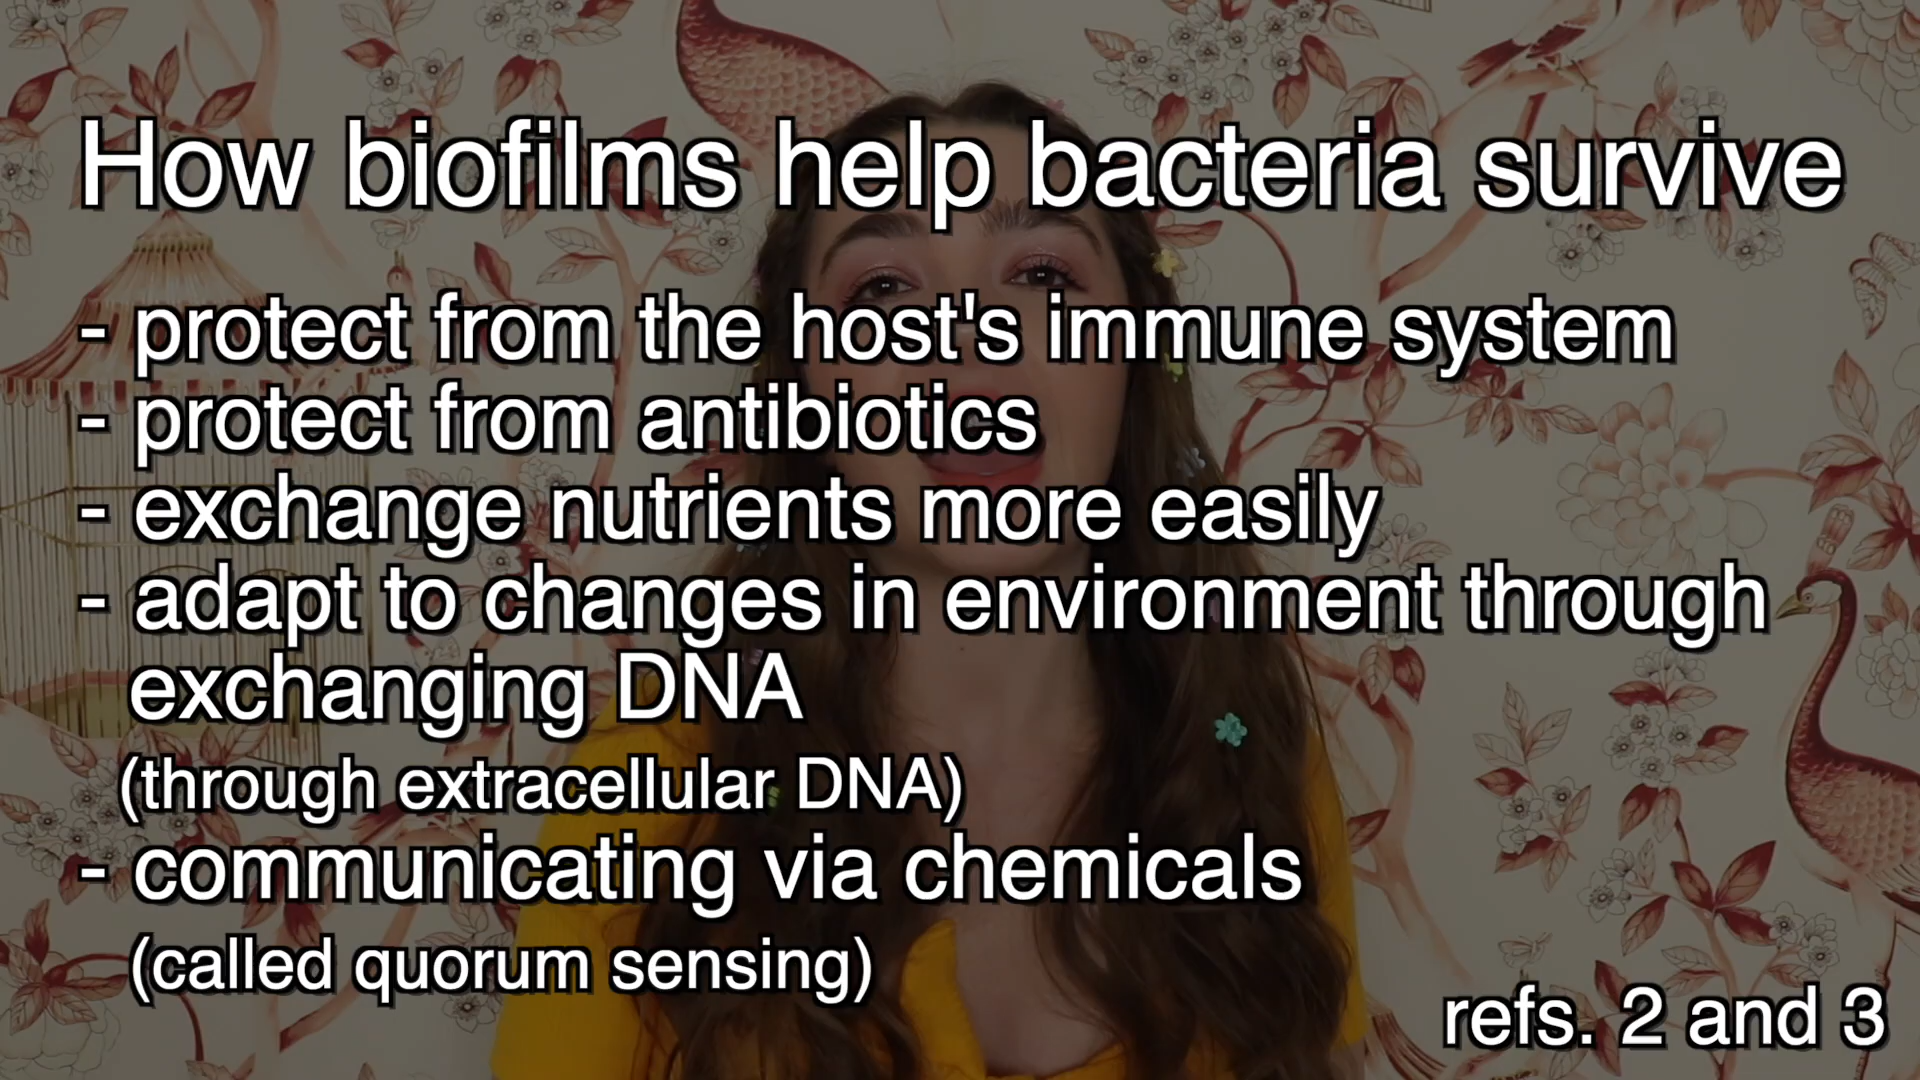 How biofilms help bacteria survive
- protect from the host's immune system
- protect from antibiotics
- exchange nutrients more easily
- adapt to changes in environment through
exchanging DNA
(through extracellular DNA)
- communicating via chemicals
(called quorum sensing)
refs. 2 and 3